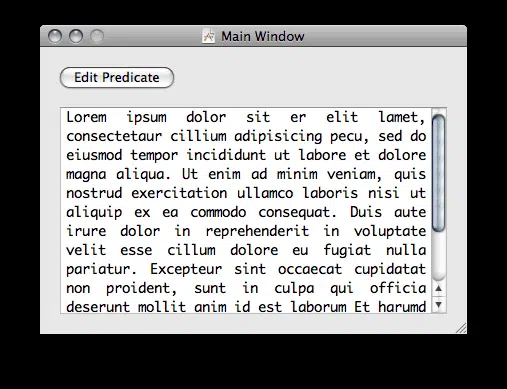 Main Window
Edit Predicate
Lorem ipsum dolor sit er elit lamet,
consectetaur cillium adipisicing pecu, sed do
eiusmod tempor incididunt ut labore et dolore
magna aliqua. Ut enim ad minim veniam, quis
nostrud exercitation ullamco laboris nisi ut
aliquip ex ea commodo consequat. Duis aute
irure dolor in reprehenderit in voluptate
velit esse cillum dolore eu fugiat nulla
pariatur. Excepteur sint occaecat cupidatat
non proident, sunt in culpa qui officia
deserunt mollit anim id est laborum Et harumd